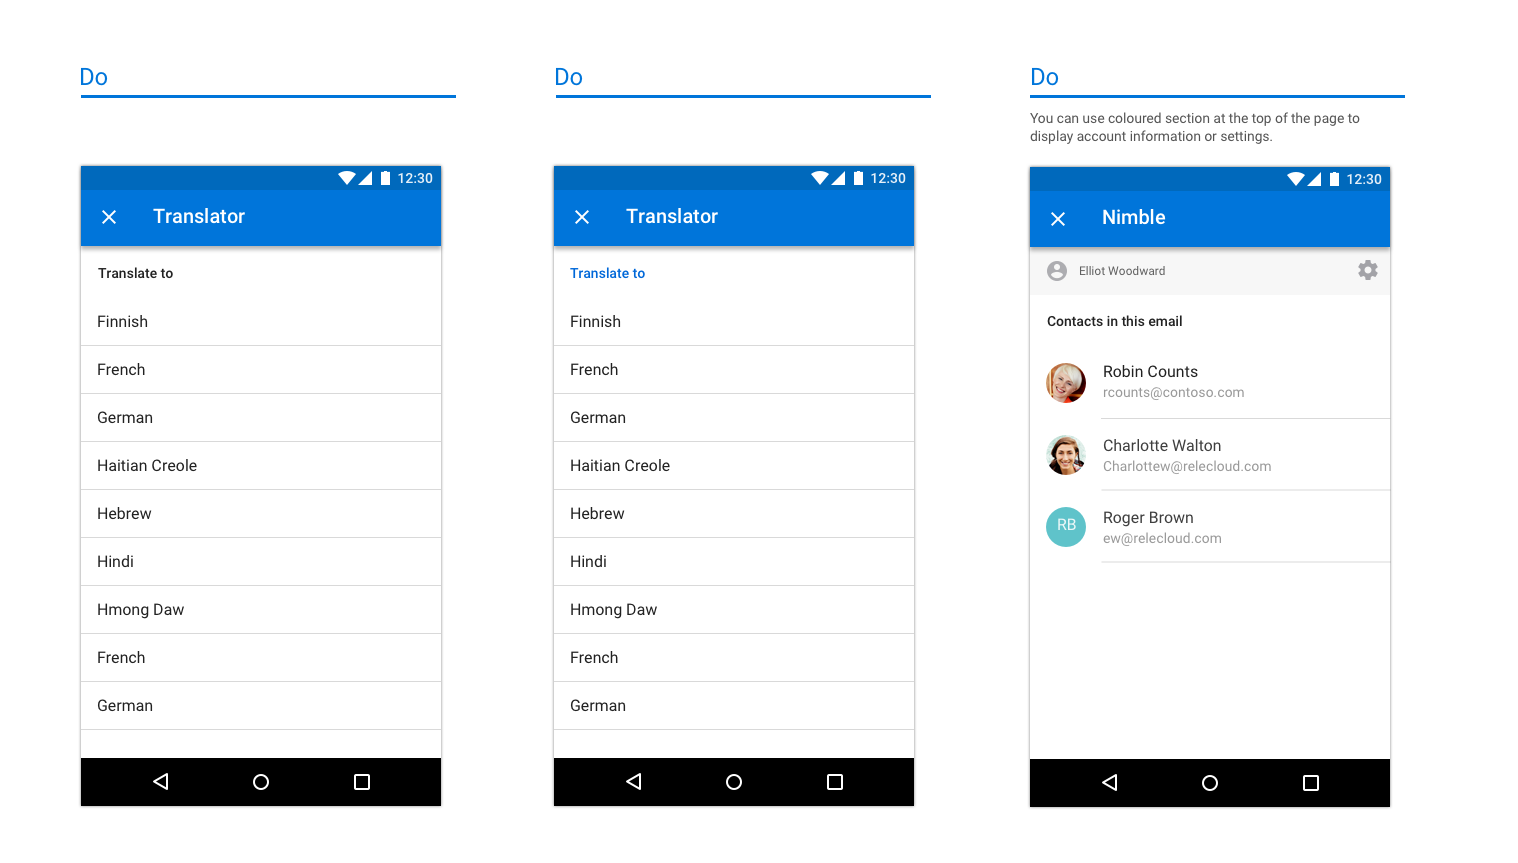 Do
12:30
Translator
Translate to
Finnish
French
German
Haitian Creole
Hebrew
Hindi
Hmong Daw
French
German
Do
12:30
Translator
Translate to
Finnish
French
German
Haitian Creole
Hebrew
Hindi
Hmong Daw
French
German
Do
You can use coloured section at the top of the page to
display account information or settings.
12:30
Nimble
Elliot Woodward
Contacts in this email
Robin Counts
rcounts@contoso.com
Charlotte Walton
Charlottew@relecloud.com
RB
Roger Brown
ew@relecloud.com